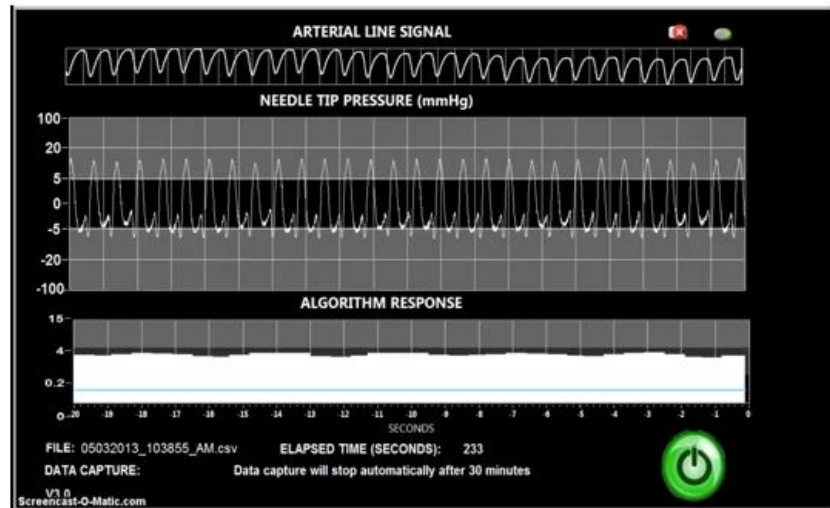 ARTERIAL LINE SIGNAL
NEEDLE TIP PRESSURE (mmHg)
100
20
5
0
-5
-20
-100
ALGORITHM RESPONSE
15
4
0.2
0
-20 -19 -18 -17 -16 -15 -14 -13 -12 -11 -10 -9 -8 -7 -6 -5 -4 -3 -2 -1 0
SECONDS
FILE: 05032013_103855_AM.csv ELAPSED TIME (SECONDS): 233
DATA CAPTURE: Data capture will stop automatically after 30 minutes
V3.0
Screencast-O-Matic.com